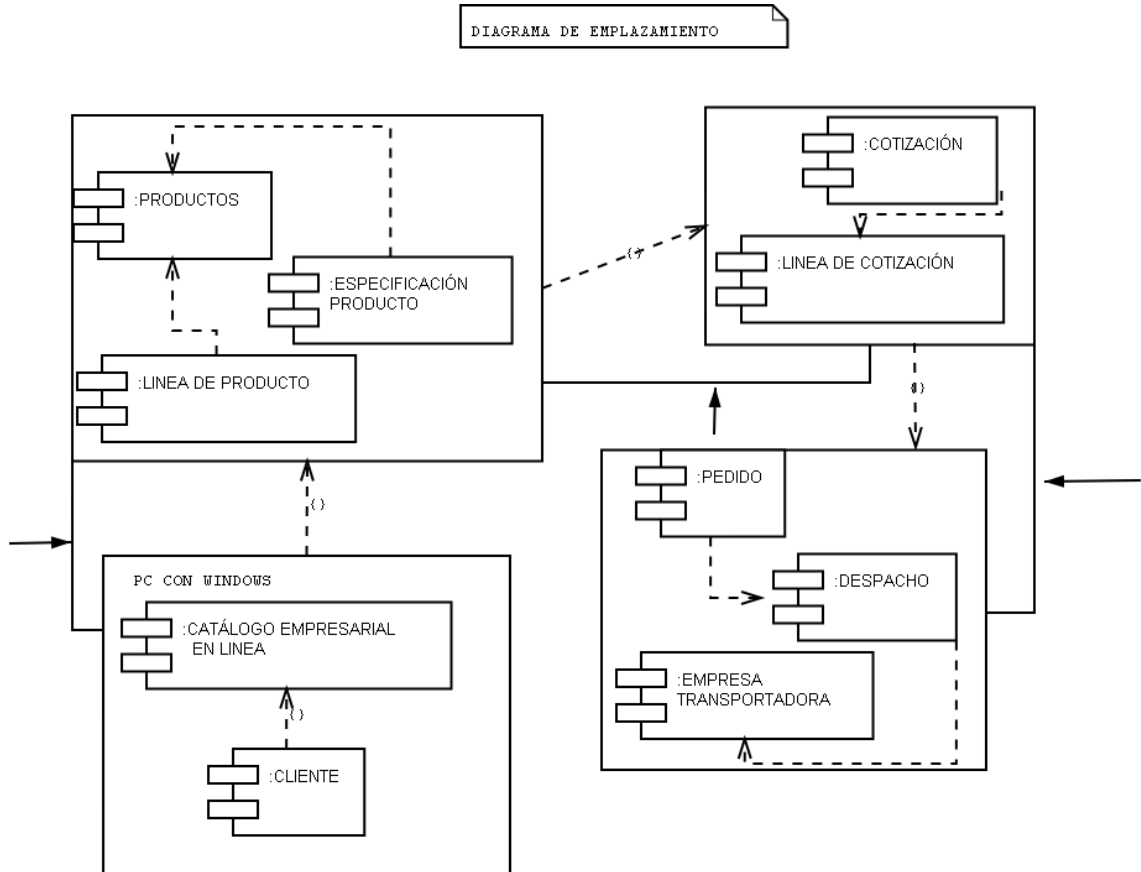 DIAGRAMA DE EMPLAZAMIENTO
:PRODUCTOS
:ESPECIFICACIÓN
PRODUCTO
:LINEA DE PRODUCTO
:COTIZACIÓN
:LINEA DE COTIZACIÓN
{ }
{ }
:PEDIDO
:DESPACHO
:EMPRESA
TRANSPORTADORA
{ }
PC CON WINDOWS
:CATÁLOGO EMPRESARIAL
EN LINEA
{ }
:CLIENTE